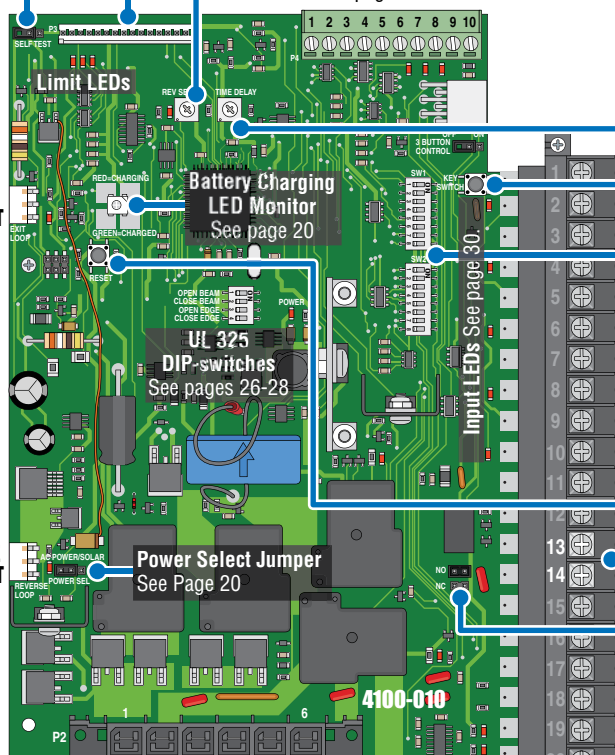 1 2 3 4 5 6 7 8 9 10
P3
SELF TEST
P4
Limit LEDs
TIME DELAY
ON
3 BUTTON
CONTROL
SW1
KEY
SWITCH
RED=CHARGING
Battery Charging
LED Monitor
See page 20
GREEN=CHARGED
EXIT
LOOP
RESET
SW2
OPEN BEAM
CLOSE BEAM
OPEN EDGE
CLOSE EDGE
POWER
UL 325
DIP-switches
See pages 26-28
Input LEDs See page 30
1
2
3
4
5
6
7
8
9
10
11
12
13
14
15
16
17
18
19
AC POWER/SOLAR
POWER SEL
REVERSE
LOOP
Power Select Jumper
See Page 20
NO
NC
4100-010
P2
1
6